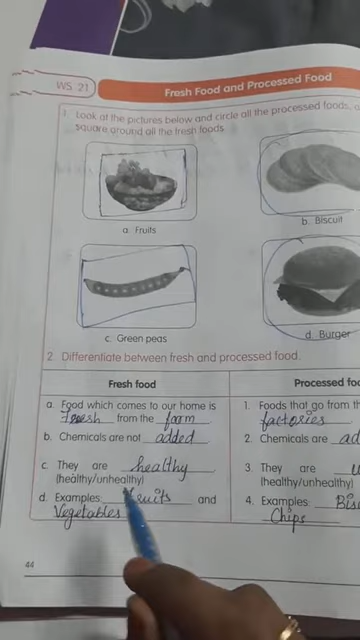 WS 21
Fresh Food and Processed Food
1. Look at the pictures below and circle all the processed foods, a
square around all the fresh foods.
a. Fruits
b. Biscuit
c. Green peas
d. Burger
2. Differentiate between fresh and processed food.
Fresh food
Processed fo
a. Food which comes to our home is
Fresh from the farm
b. Chemicals are not added
c. They are healthy.
(healthy/unhealthy)
d. Examples: Fruits and
Vegetables
1. Foods that go from th
factories
2. Chemicals are ad
3. They are u
(healthy/unhealthy)
4. Examples: Bis
Chips
44